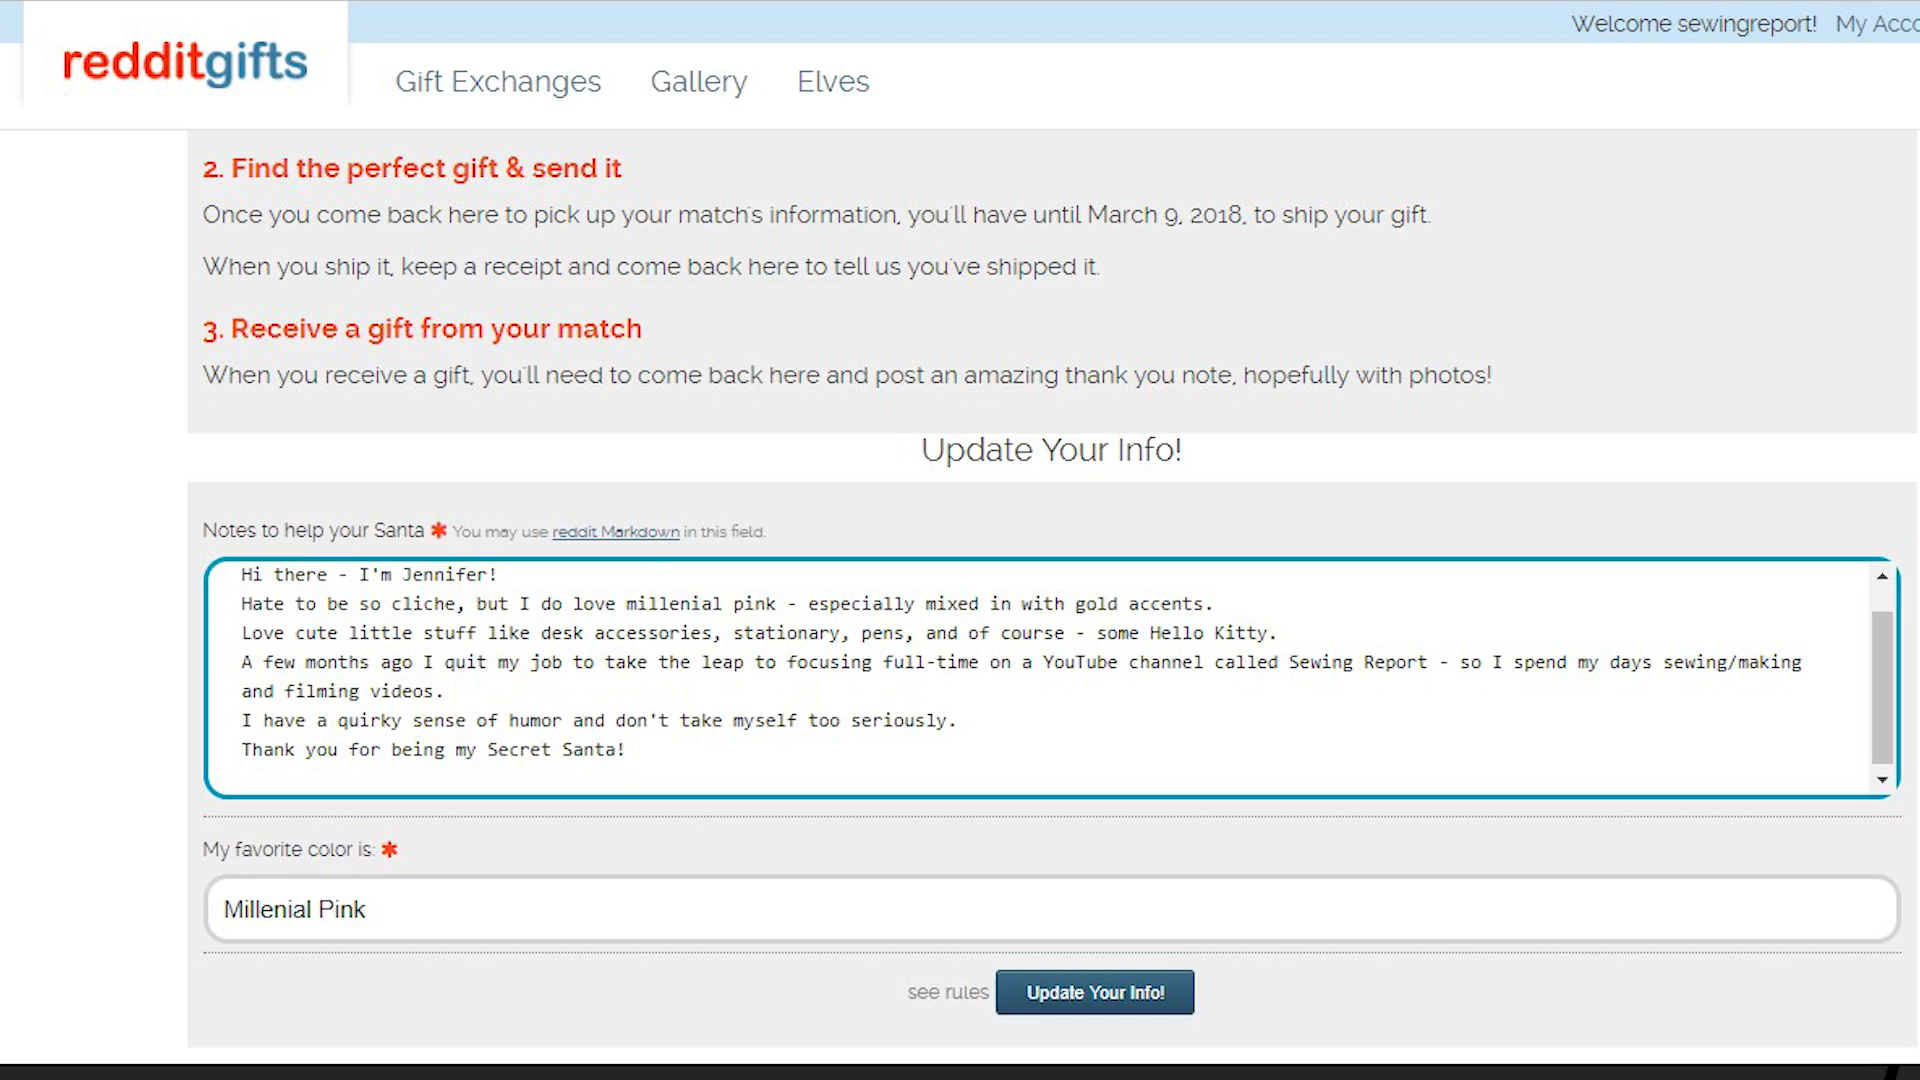 Welcome sewingreport! My Acco
redditgifts
Gift Exchanges Gallery Elves
2. Find the perfect gift & send it
Once you come back here to pick up your match's information, you'll have until March 9, 2018, to ship your gift.
When you ship it, keep a receipt and come back here to tell us you've shipped it.
3. Receive a gift from your match
When you receive a gift, you'll need to come back here and post an amazing thank you note, hopefully with photos!
Update Your Info!
Notes to help your Santa * You may use reddit Markdown in this field.
Hi there - I'm Jennifer!
Hate to be so cliche, but I do love millenial pink - especially mixed in with gold accents.
Love cute little stuff like desk accessories, stationary, pens, and of course - some Hello Kitty.
A few months ago I quit my job to take the leap to focusing full-time on a YouTube channel called Sewing Report - so I spend my days sewing/making
and filming videos.
I have a quirky sense of humor and don't take myself too seriously.
Thank you for being my Secret Santa!
My favorite color is: *
Millenial Pink
see rules Update Your Info!